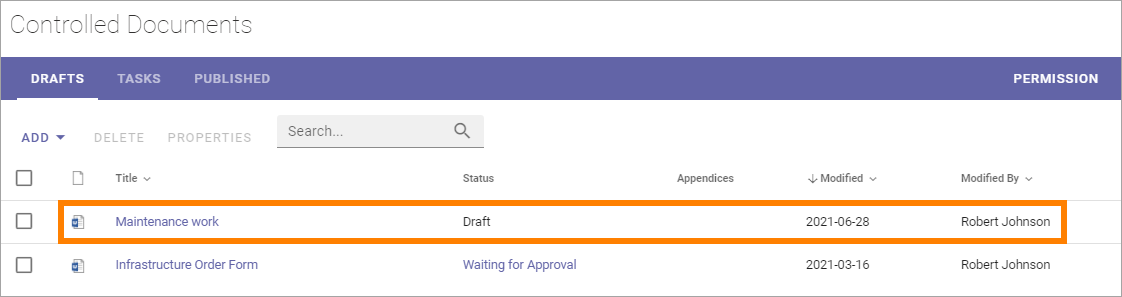 Controlled Documents
DRAFTS TASKS PUBLISHED PERMISSION
ADD DELETE PROPERTIES Search...
Title Status Appendices Modified Modified By
Maintenance work Draft 2021-06-28 Robert Johnson
Infrastructure Order Form Waiting for Approval 2021-03-16 Robert Johnson